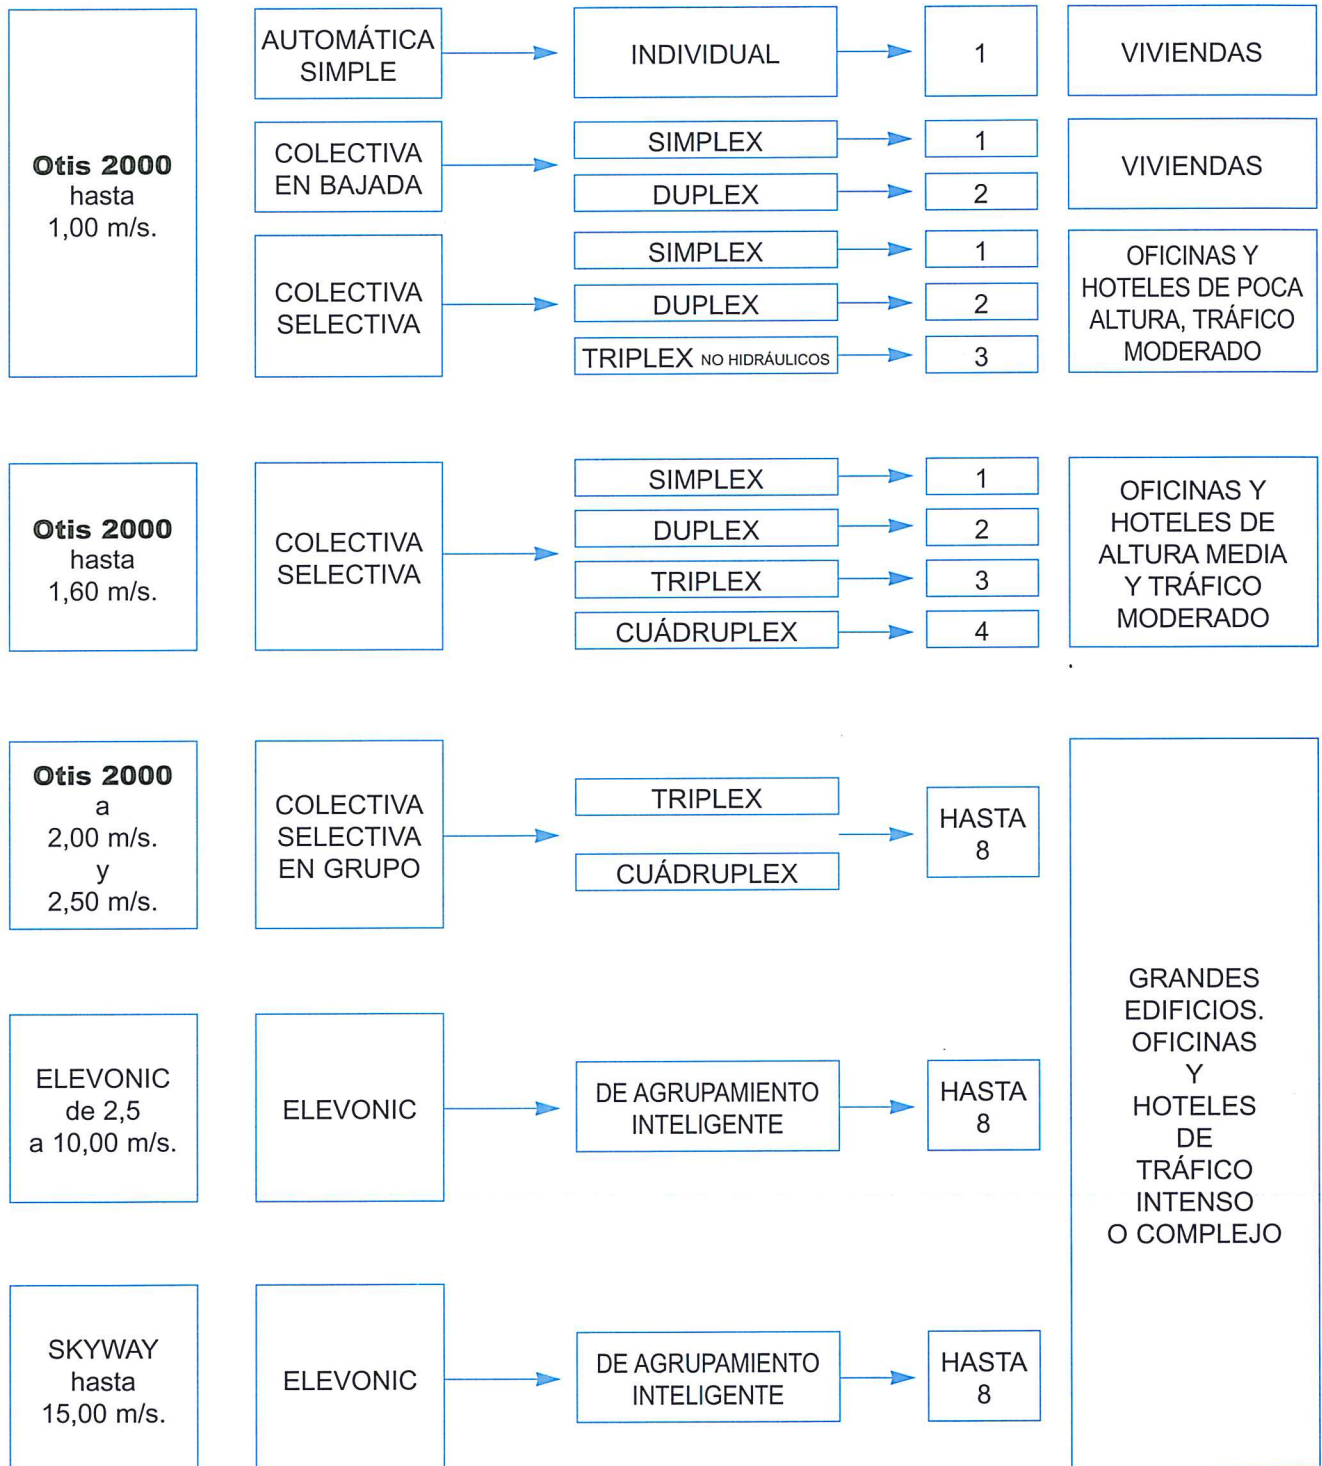 Otis 2000
hasta
1,00 m/s.
AUTOMÁTICA
SIMPLE
INDIVIDUAL
1
VIVIENDAS
COLECTIVA
EN BAJADA
SIMPLEX
1
DUPLEX
2
VIVIENDAS
COLECTIVA
SELECTIVA
SIMPLEX
1
DUPLEX
2
TRIPLEX NO HIDRÁULICOS
3
OFICINAS Y
HOTELES DE POCA
ALTURA, TRÁFICO
MODERADO
Otis 2000
hasta
1,60 m/s.
COLECTIVA
SELECTIVA
SIMPLEX
1
DUPLEX
2
TRIPLEX
3
CUÁDRUPLEX
4
OFICINAS Y
HOTELES DE
ALTURA MEDIA
Y TRÁFICO
MODERADO
Otis 2000
a
2,00 m/s.
y
2,50 m/s.
COLECTIVA
SELECTIVA
EN GRUPO
TRIPLEX
CUÁDRUPLEX
HASTA
8
ELEVONIC
de 2,5
a 10,00 m/s.
ELEVONIC
DE AGRUPAMIENTO
INTELIGENTE
HASTA
8
SKYWAY
hasta
15,00 m/s.
ELEVONIC
DE AGRUPAMIENTO
INTELIGENTE
HASTA
8
GRANDES
EDIFICIOS.
OFICINAS
Y
HOTELES
DE
TRÁFICO
INTENSO
O COMPLEJO